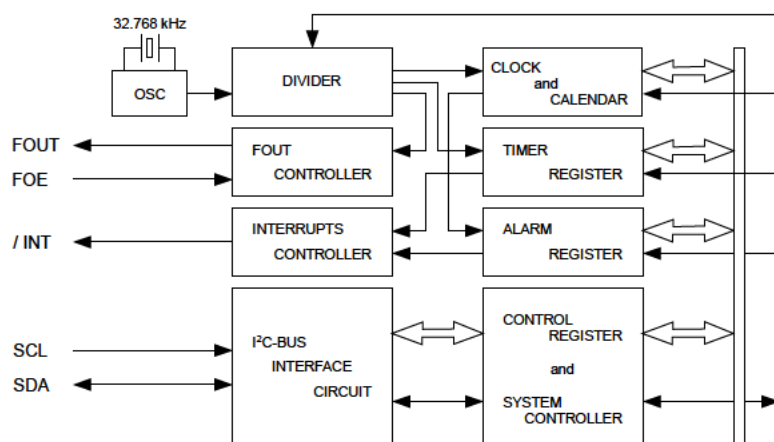 32.768 kHz
OSC
DIVIDER
CLOCK
and
CALENDAR
FOUT
FOE
FOUT
CONTROLLER
TIMER
REGISTER
/ INT
INTERRUPTS
CONTROLLER
ALARM
REGISTER
SCL
SDA
I²C-BUS
INTERFACE
CIRCUIT
CONTROL
REGISTER
and
SYSTEM
CONTROLLER